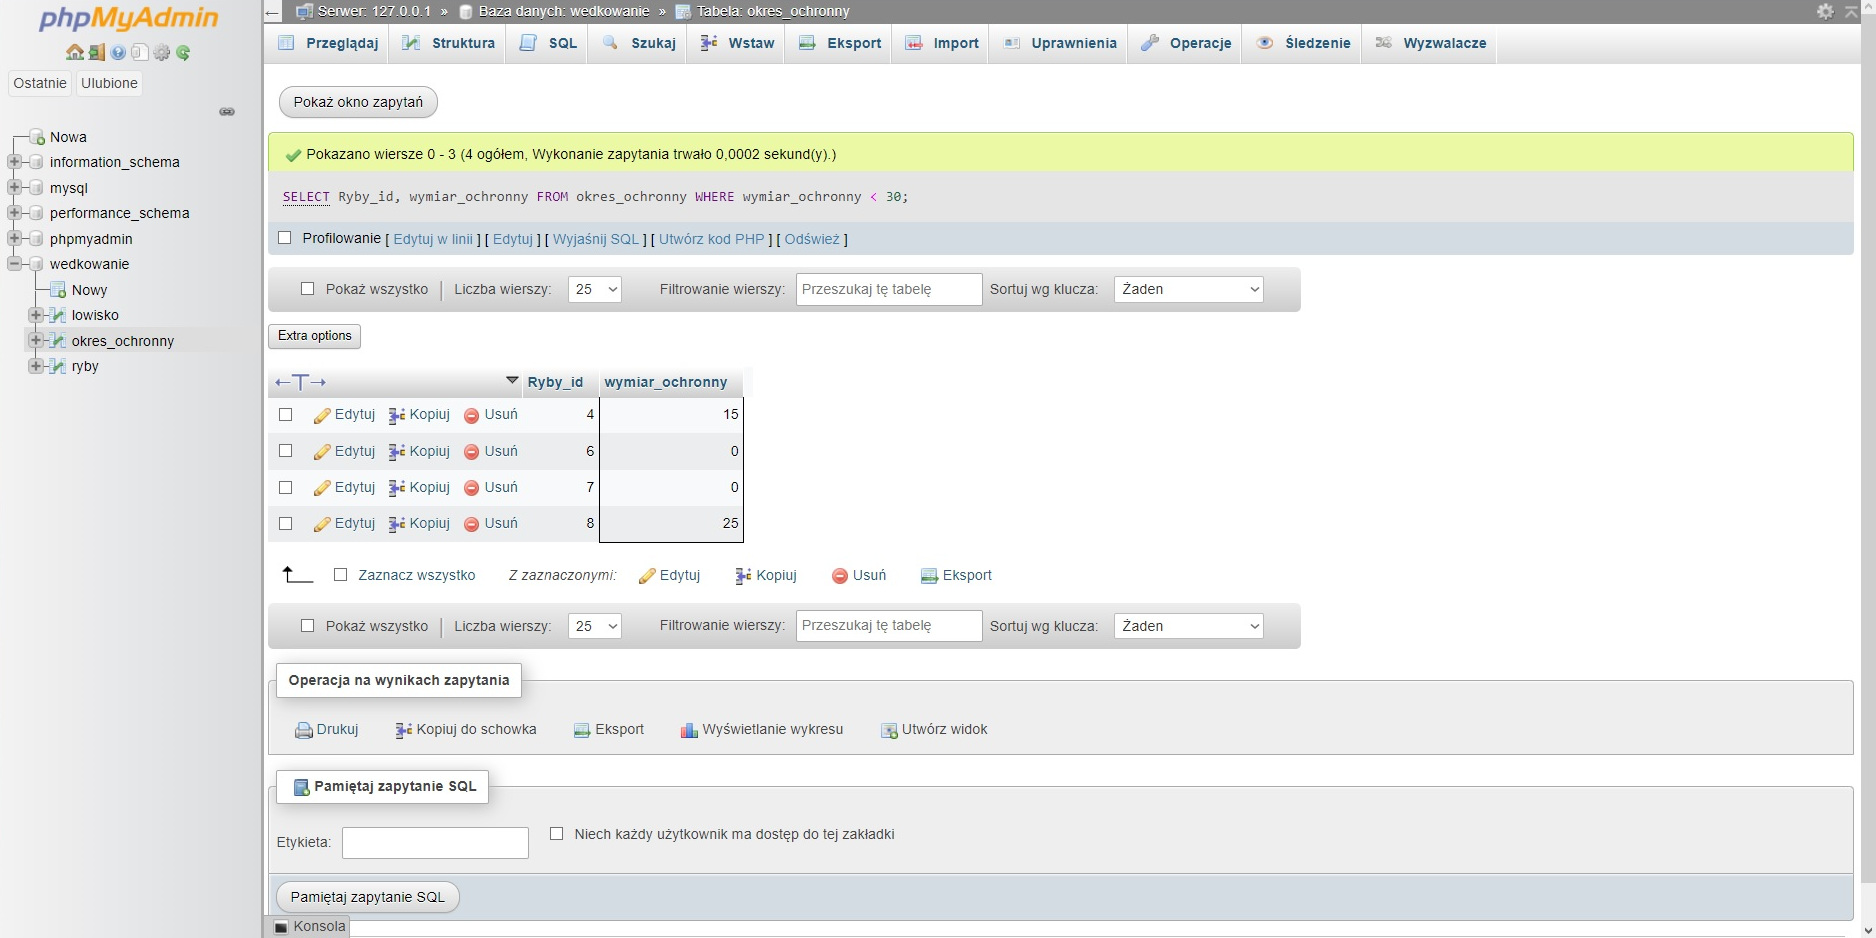 phpMyAdmin
Ostatnie Ulubione
Nowa
information_schema
mysql
performance_schema
phpmyadmin
wedkowanie
Nowy
lowisko
okres_ochronny
ryby
Serwer: 127.0.0.1 » Baza danych: wedkowanie » Tabela: okres_ochronny
Przeglądaj Struktura SQL Szukaj Wstaw Eksport Import Uprawnienia Operacje Śledzenie Wyzwalacze
Pokaż okno zapytań
Pokazano wiersze 0 - 3 (4 ogółem, Wykonanie zapytania trwało 0,0002 sekund(y).)
SELECT Ryby_id, wymiar_ochronny FROM okres_ochronny WHERE wymiar_ochronny < 30;
Profilowanie [ Edytuj w linii ] [ Edytuj ] [ Wyjaśnij SQL ] [ Utwórz kod PHP ] [ Odśwież ]
Pokaż wszystko | Liczba wierszy: 25 Filtrowanie wierszy: Przeszukaj tę tabelę Sortuj wg klucza: Żaden
Extra options
←T→ Ryby_id wymiar_ochronny
Edytuj Kopiuj Usuń 4 15
Edytuj Kopiuj Usuń 6 0
Edytuj Kopiuj Usuń 7 0
Edytuj Kopiuj Usuń 8 25
Zaznacz wszystko Z zaznaczonymi: Edytuj Kopiuj Usuń Eksport
Pokaż wszystko | Liczba wierszy: 25 Filtrowanie wierszy: Przeszukaj tę tabelę Sortuj wg klucza: Żaden
Operacja na wynikach zapytania
Drukuj Kopiuj do schowka Eksport Wyświetlanie wykresu Utwórz widok
Pamiętaj zapytanie SQL
Etykieta: Niech każdy użytkownik ma dostęp do tej zakładki
Pamiętaj zapytanie SQL
Konsola